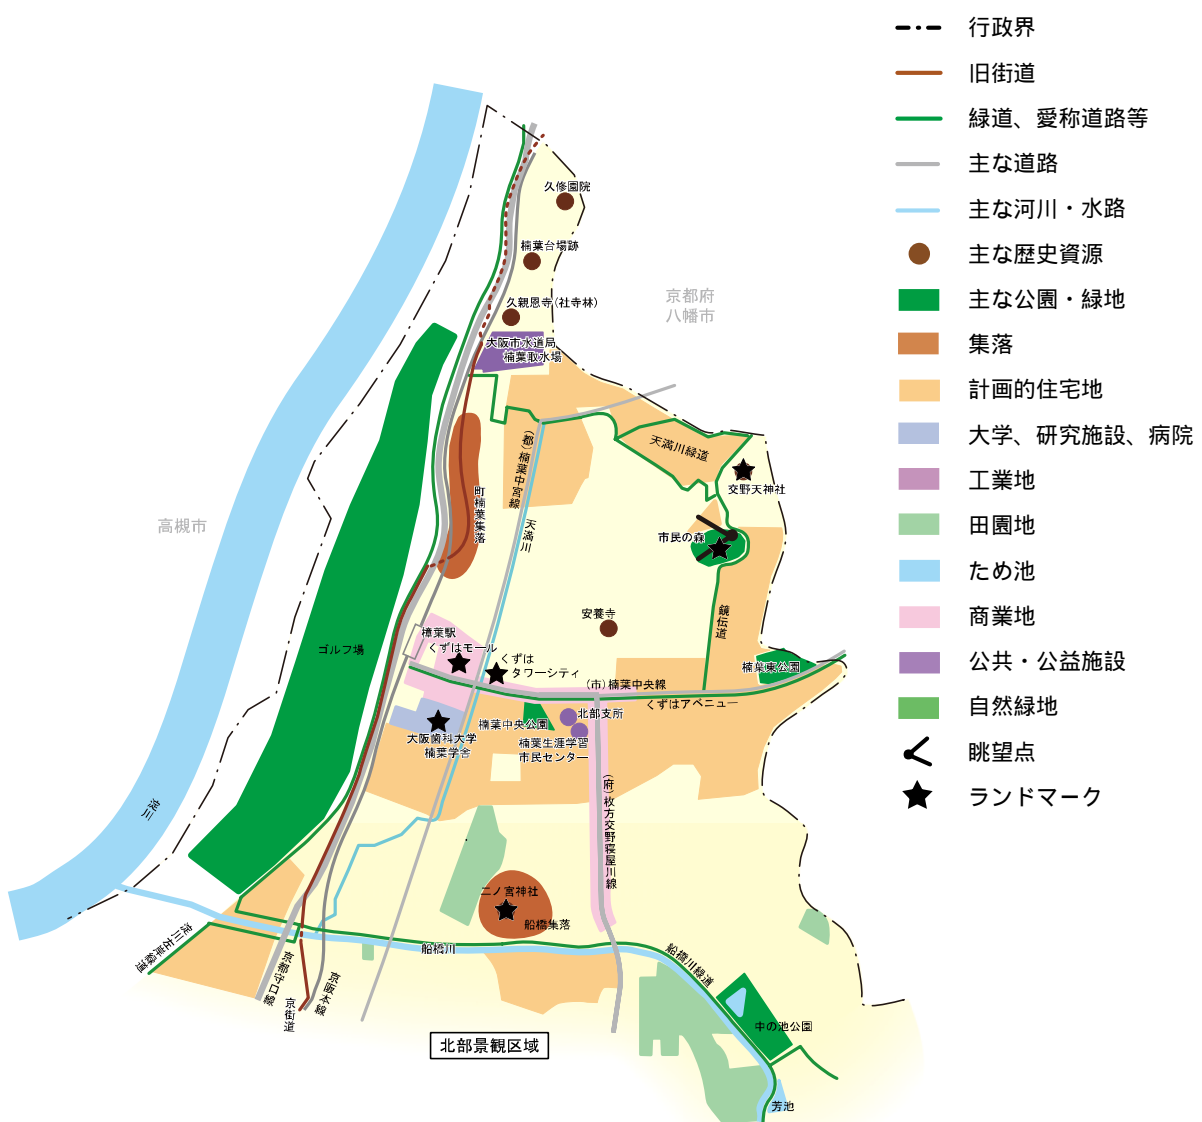 行政界
旧街道
緑道、愛称道路等
主な道路
主な河川・水路
主な歴史資源
主な公園・緑地
集落
計画的住宅地
大学、研究施設、病院
工業地
田園地
ため池
商業地
公共・公益施設
自然緑地
眺望点
ランドマーク
久修園院
楠葉台場跡
久親恩寺(社寺林)
京都府
八幡市
大阪市水道局
楠葉取水場
(都)楠葉中宮線
天満川緑道
交野天神社
町楠葉集落
天満川
高槻市
市民の森
鏡伝道
安養寺
樟葉駅
くずはモール
くずは
タワーシティ
ゴルフ場
楠葉東公園
(市)楠葉中央線
くずはアベニュー
北部支所
楠葉中央公園
大阪歯科大学
楠葉学舎
楠葉生涯学習
市民センター
(府)枚方交野寝屋川線
淀川
二ノ宮神社
船橋集落
船橋川
淀川左岸緑道
京都守口線
京阪本線
京街道
船橋川緑道
中の池公園
北部景観区域
芳池